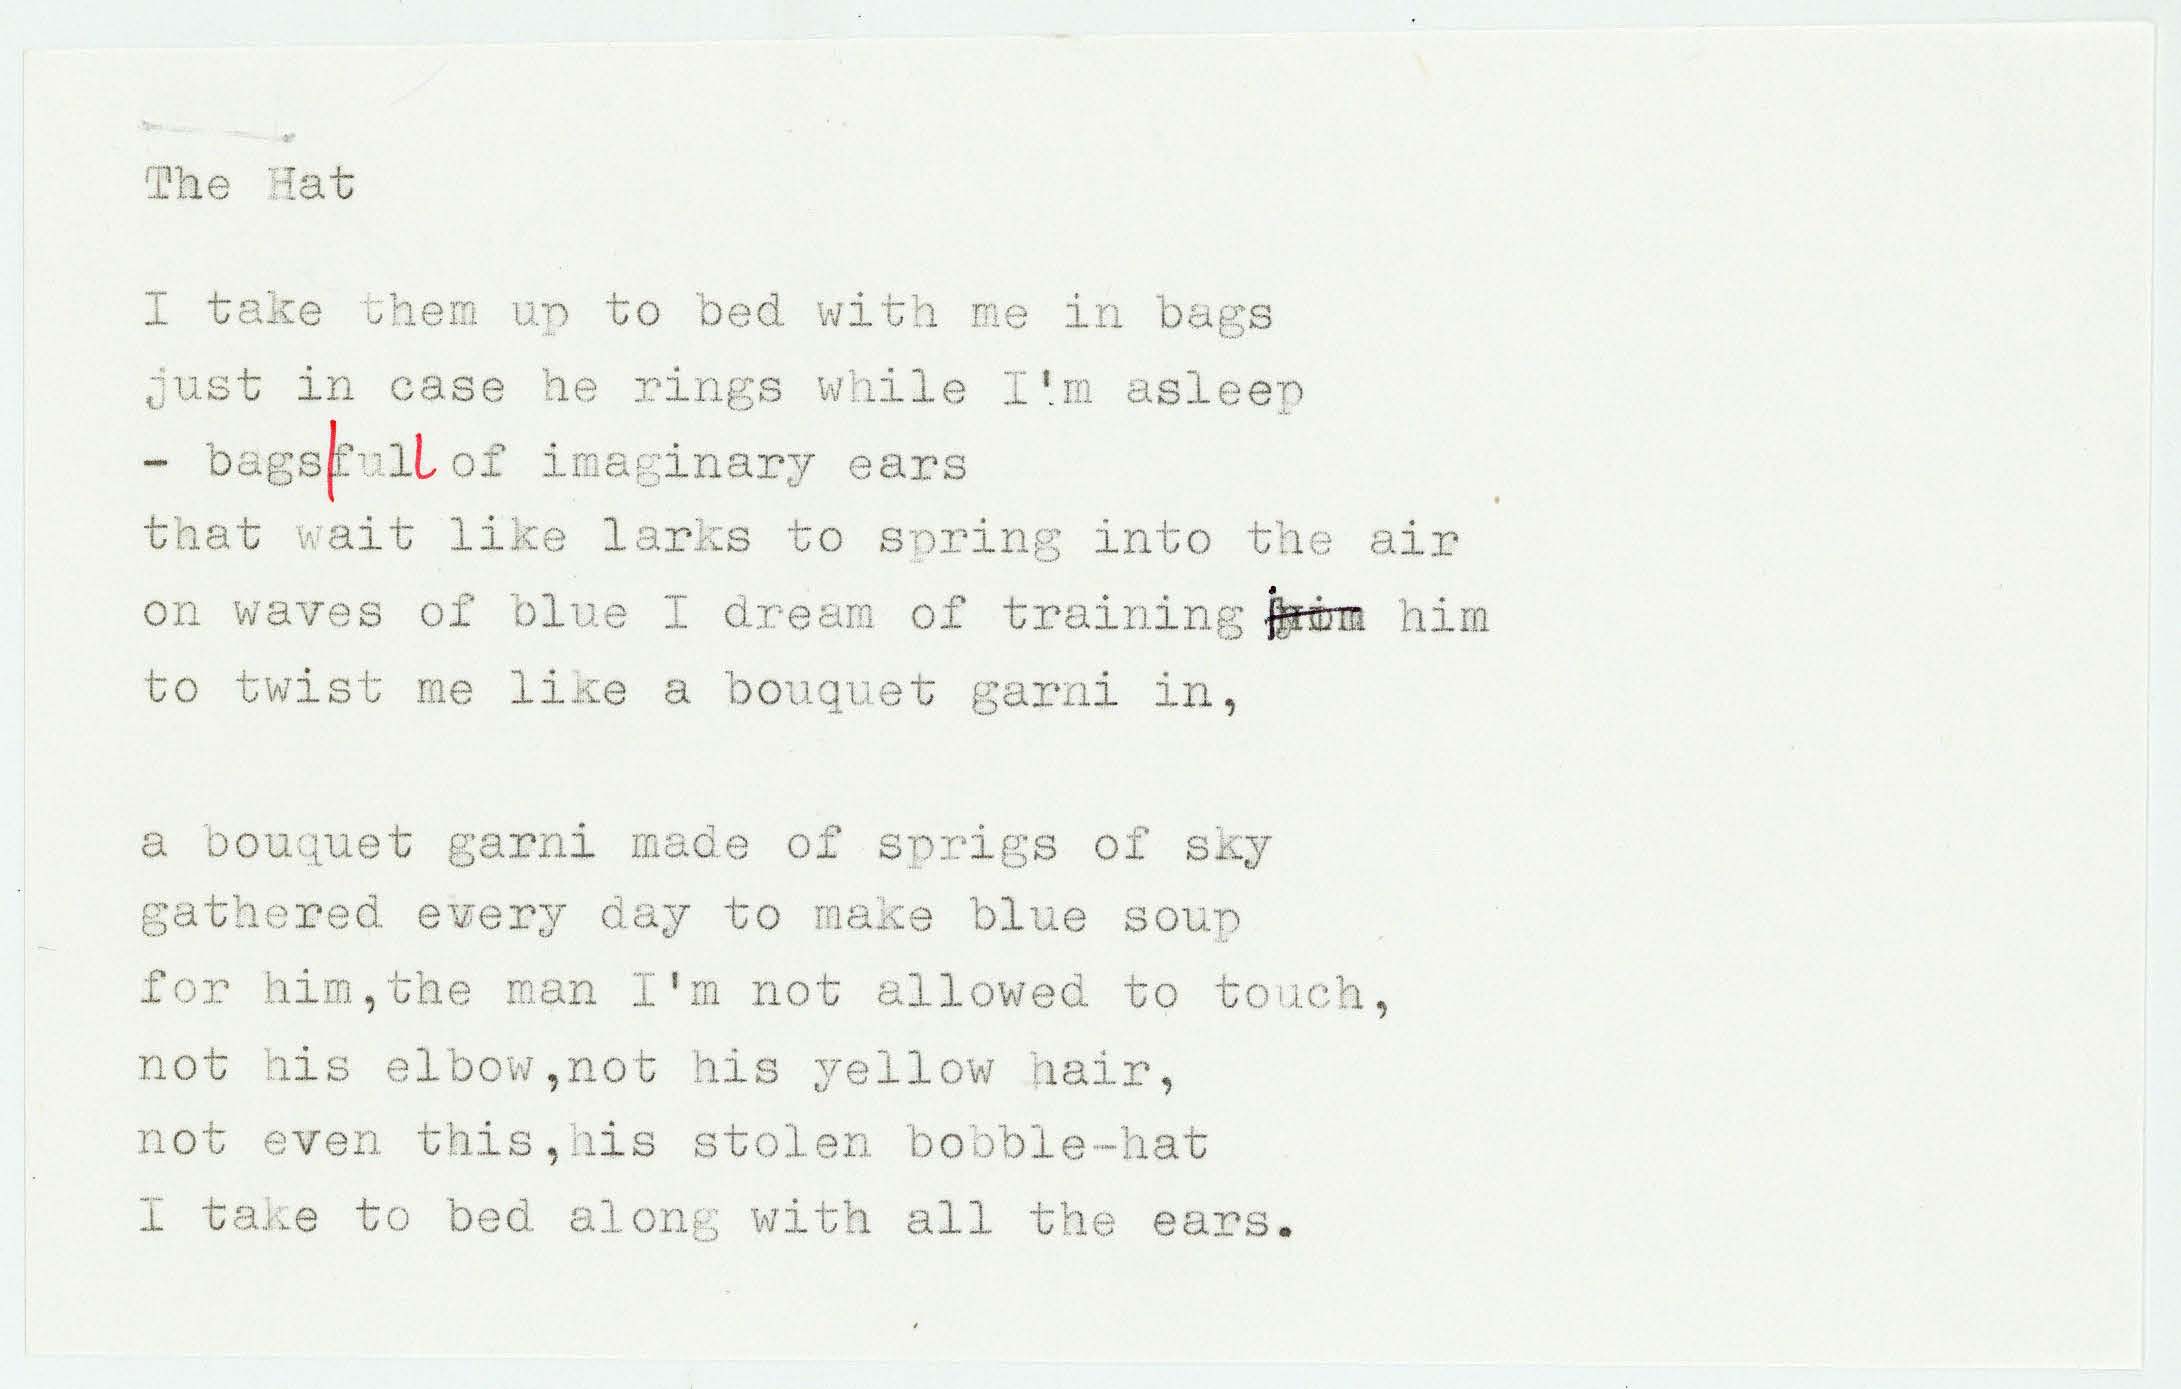 The Hat
I take them up to bed with me in bags
just in case he rings while I'm asleep
- bags full of imaginary ears
that wait like larks to spring into the air
on waves of blue I dream of training him
to twist me like a bouquet garni in,
a bouquet garni made of sprigs of sky
gathered every day to make blue soup
for him,the man I'm not allowed to touch,
not his elbow,not his yellow hair,
not even this,his stolen bobble-hat
I take to bed along with all the ears.